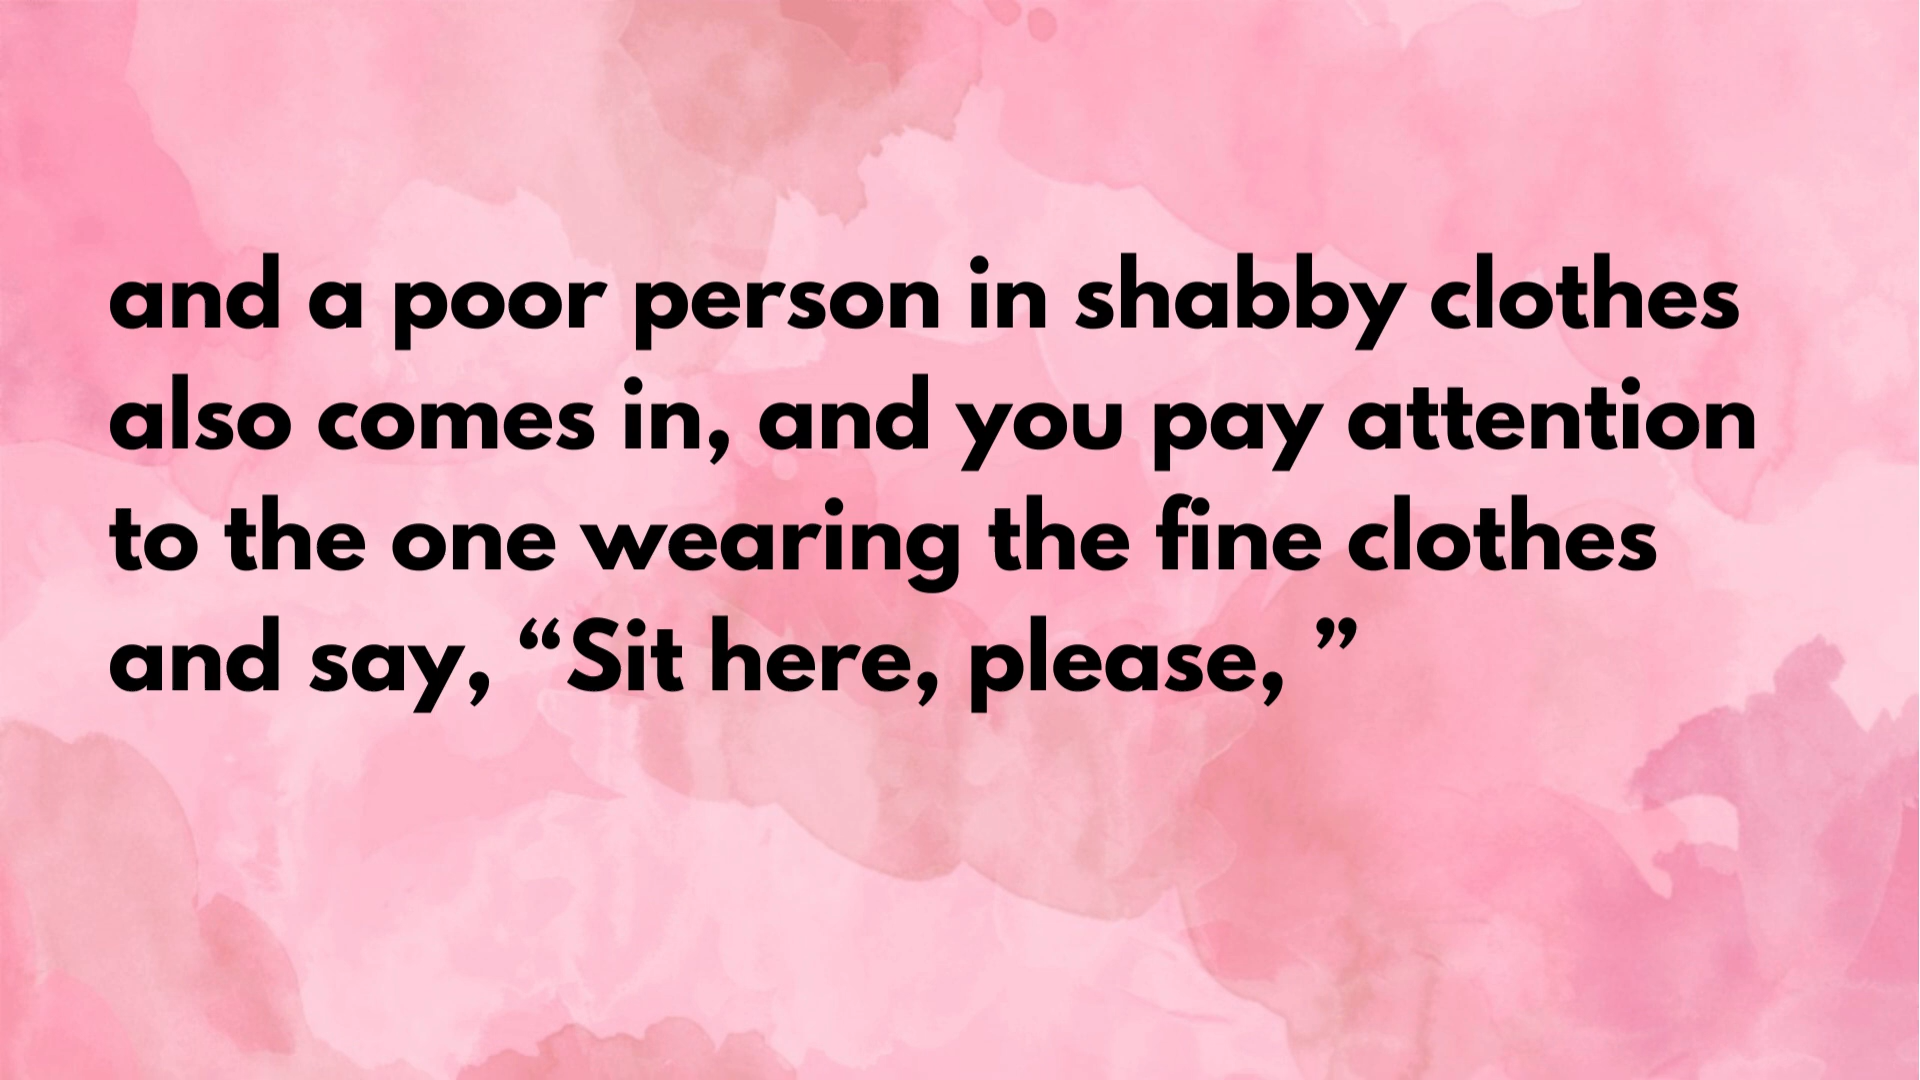 and a poor person in shabby clothes
also comes in, and you pay attention
to the one wearing the fine clothes
and say, “Sit here, please, ”